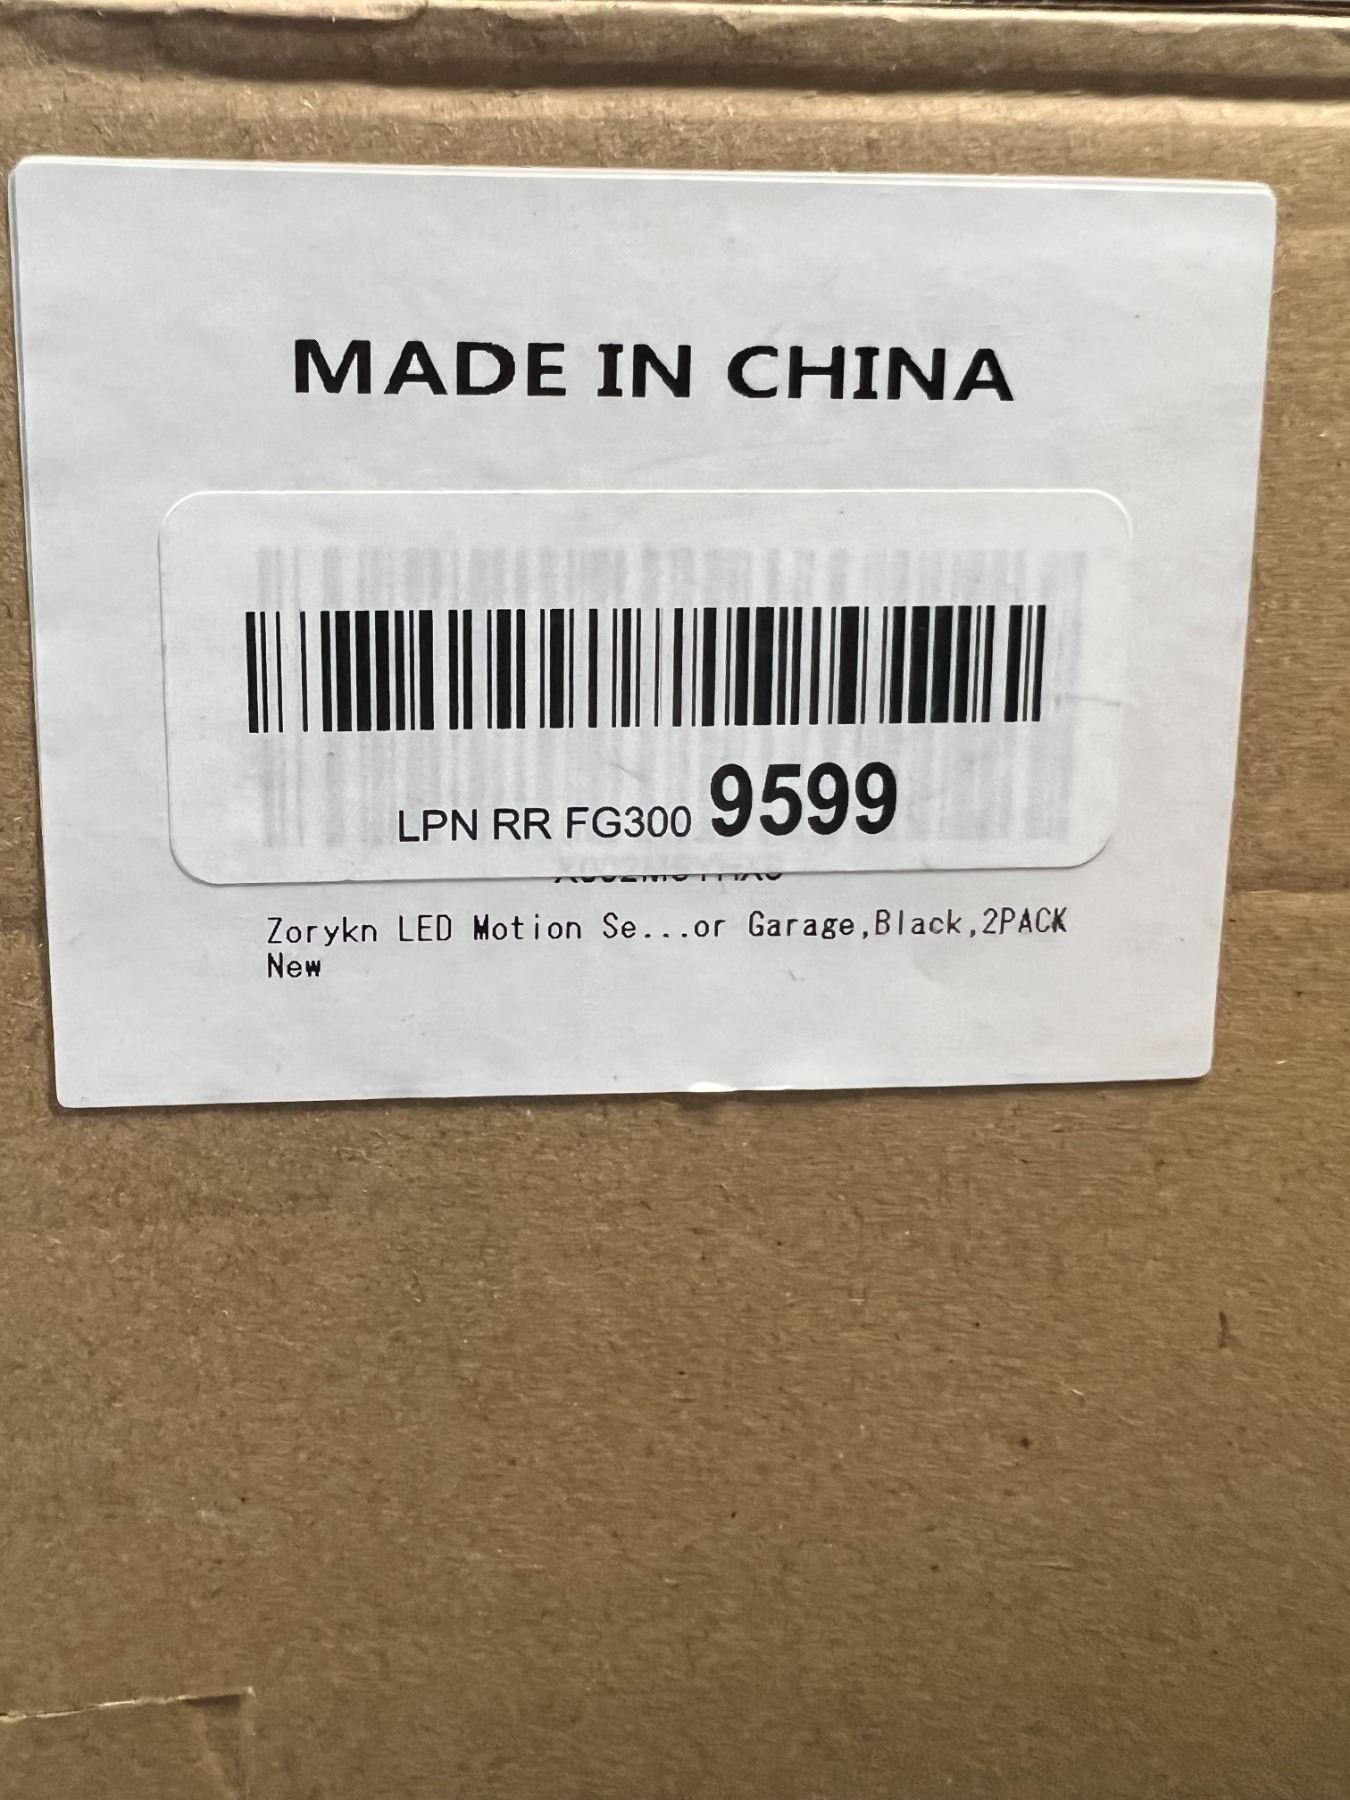 MADE IN CHINA
LPN RR FG300 9599
Zorykn LED Motion Se...or Garage,Black,2PACK
New